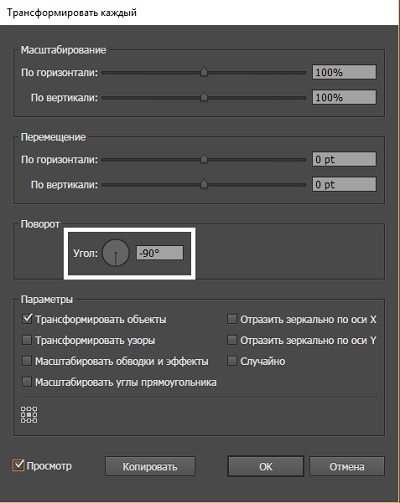 Трансформировать каждый
Масштабирование
По горизонтали: 100%
По вертикали: 100%
Перемещение
По горизонтали: 0 pt
По вертикали: 0 pt
Поворот
Угол: -90°
Параметры
Трансформировать объекты Отразить зеркально по оси X
Трансформировать узоры Отразить зеркально по оси Y
Масштабировать обводки и эффекты Случайно
Масштабировать углы прямоугольника
Просмотр Копировать OK Отмена